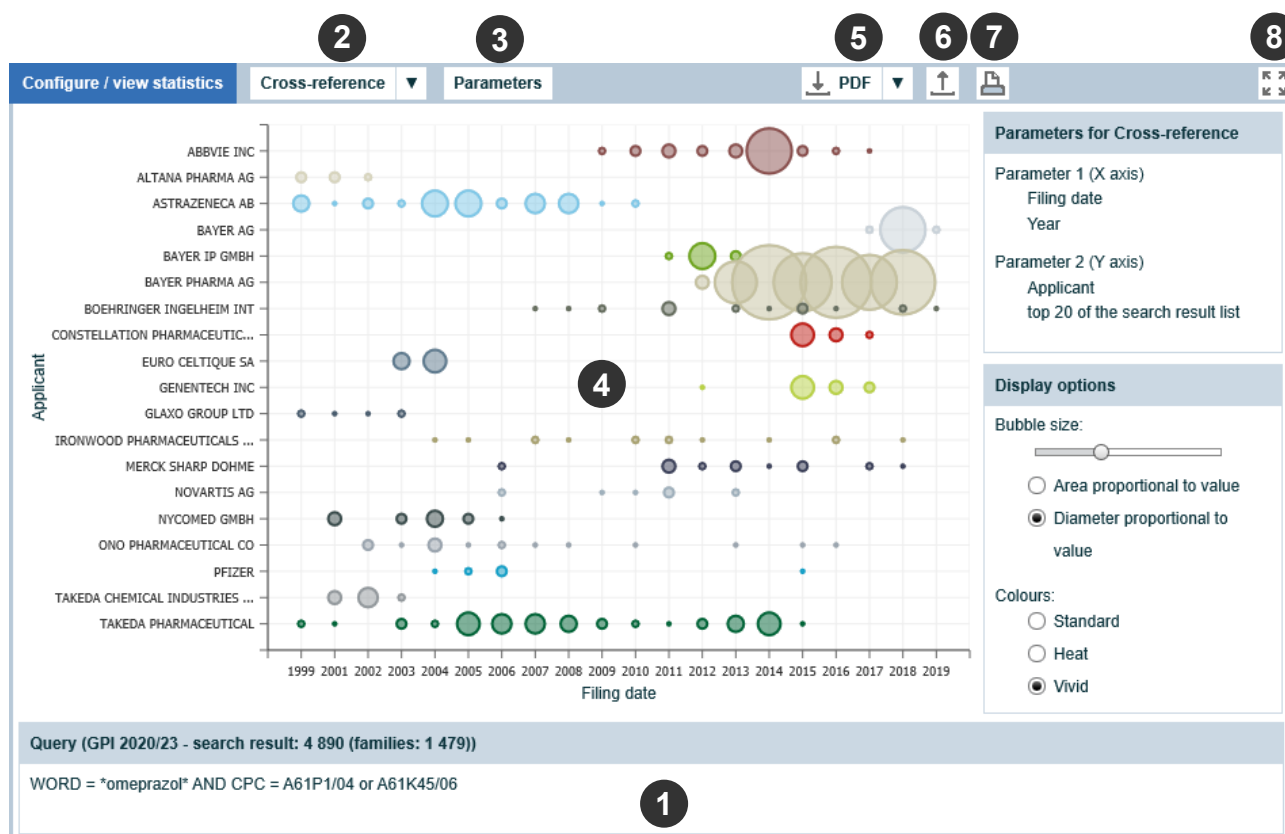 2
3
5
6
7
8
Configure / view statistics
Cross-reference ▼
Parameters
PDF ▼
ABBVIE INC
ALTANA PHARMA AG
ASTRAZENECA AB
BAYER AG
BAYER IP GMBH
BAYER PHARMA AG
BOEHRINGER INGELHEIM INT
CONSTELLATION PHARMACEUTIC...
EURO CELTIQUE SA
GENENTECH INC
GLAXO GROUP LTD
IRONWOOD PHARMACEUTICALS ...
MERCK SHARP DOHME
NOVARTIS AG
NYCOMED GMBH
ONO PHARMACEUTICAL CO
PFIZER
TAKEDA CHEMICAL INDUSTRIES ...
TAKEDA PHARMACEUTICAL
Applicant
4
1999 2001 2002 2003 2004 2005 2006 2007 2008 2009 2010 2011 2012 2013 2014 2015 2016 2017 2018 2019
Filing date
Parameters for Cross-reference
Parameter 1 (X axis)
Filing date
Year
Parameter 2 (Y axis)
Applicant
top 20 of the search result list
Display options
Bubble size:
Area proportional to value
Diameter proportional to
value
Colours:
Standard
Heat
Vivid
Query (GPI 2020/23 - search result: 4 890 (families: 1 479))
WORD = *omeprazol* AND CPC = A61P1/04 or A61K45/06
1